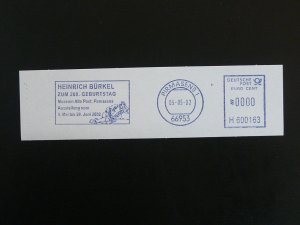 HEINRICH BÜRKEL
ZUM 200. GEBURTSTAG
Museum Alte Post, Pirmasens
Ausstellung vom
5. Mai bis 29. Juni 2002
PIRMASENS 1
05-05-02
66953
DEUTSCHE
POST
EURO CENT
0000
H 600163